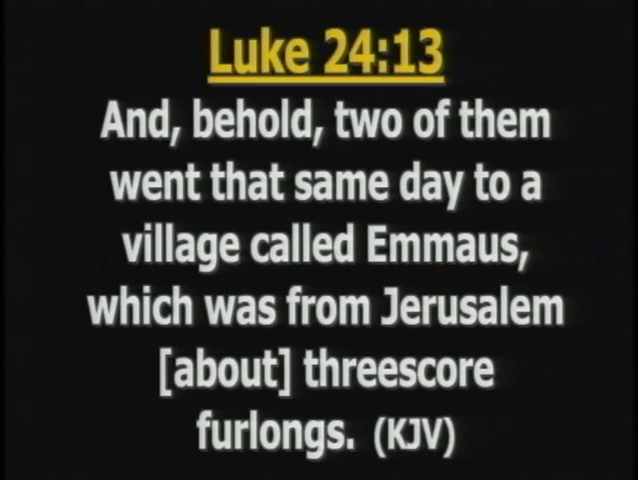 Luke 24:13
And, behold, two of them
went that same day to a
village called Emmaus,
which was from Jerusalem
[about] threescore
furlongs. (KJV)